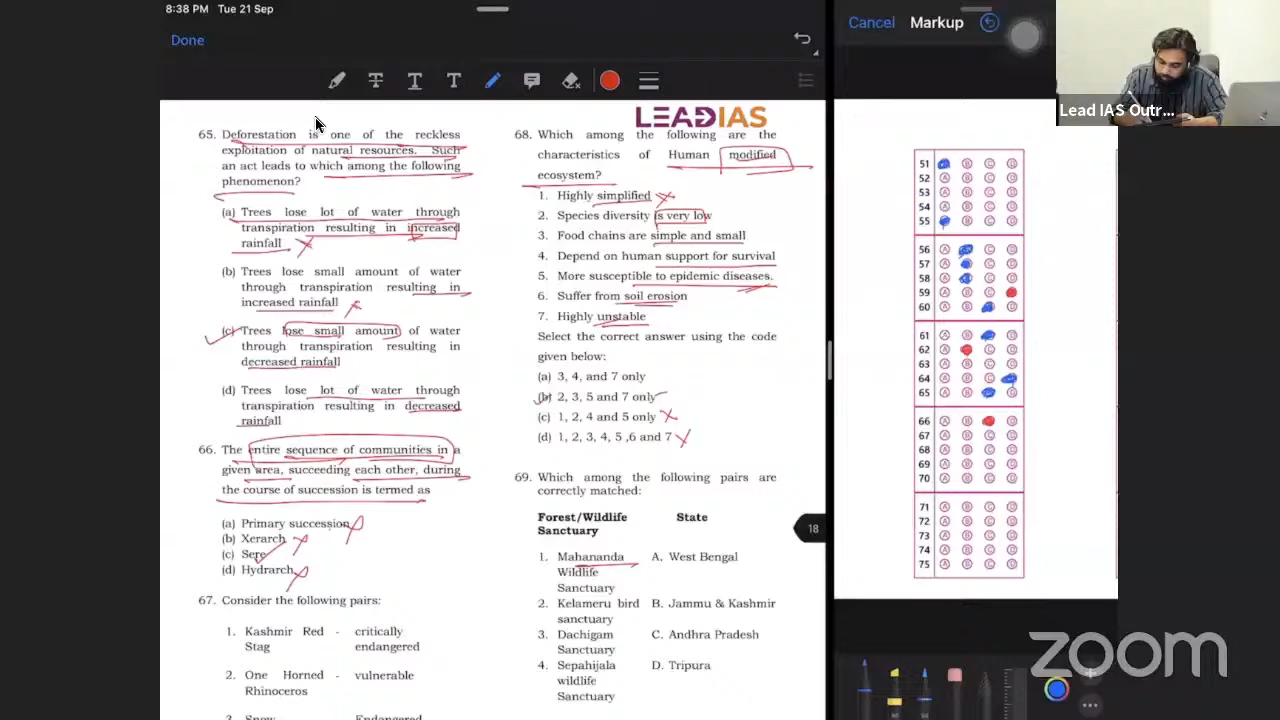 8:38 PM Tue 21 Sep
Done
Cancel Markup
Lead IAS Outr...
LEADIAS
65. Deforestation is one of the reckless
exploitation of natural resources. Such
an act leads to which among the following
phenomenon?
(a) Trees lose lot of water through
transpiration resulting in increased
rainfall
(b) Trees lose small amount of water
through transpiration resulting in
increased rainfall
(c) Trees lose small amount of water
through transpiration resulting in
decreased rainfall
(d) Trees lose lot of water through
transpiration resulting in decreased
rainfall
66. The entire sequence of communities in a
given area, succeeding each other, during
the course of succession is termed as
(a) Primary succession
(b) Xerarch
(c) Sere
(d) Hydrarch
67. Consider the following pairs:
1. Kashmir Red - critically
Stag endangered
2. One Horned - vulnerable
Rhinoceros
3. Snow Endangered
68. Which among the following are the
characteristics of Human modified
ecosystem?
1. Highly simplified
2. Species diversity is very low
3. Food chains are simple and small
4. Depend on human support for survival
5. More susceptible to epidemic diseases.
6. Suffer from soil erosion
7. Highly unstable
Select the correct answer using the code
given below:
(a) 3, 4, and 7 only
(b) 2, 3, 5 and 7 only
(c) 1, 2, 4 and 5 only
(d) 1, 2, 3, 4, 5 ,6 and 7
69. Which among the following pairs are
correctly matched:
Forest/Wildlife State
Sanctuary
1. Mahananda A. West Bengal
Wildlife
Sanctuary
2. Kelameru bird B. Jammu & Kashmir
sanctuary
3. Dachigam C. Andhra Pradesh
Sanctuary
4. Sepahijala D. Tripura
wildlife
Sanctuary
18
51 B C D
52 A B C D
53 A B C D
54 A B C D
55 B C D
56 A C D
57 A C D
58 A C D
59 A B C
60 A B D
61 A B D
62 A C D
63 A B C D
64 A B C
65 A B D
66 A B D
67 A B C D
68 A B C D
69 A B C D
70 A B C D
71 A B C D
72 A B C D
73 A B C D
74 A B C D
75 A B C D
zoom